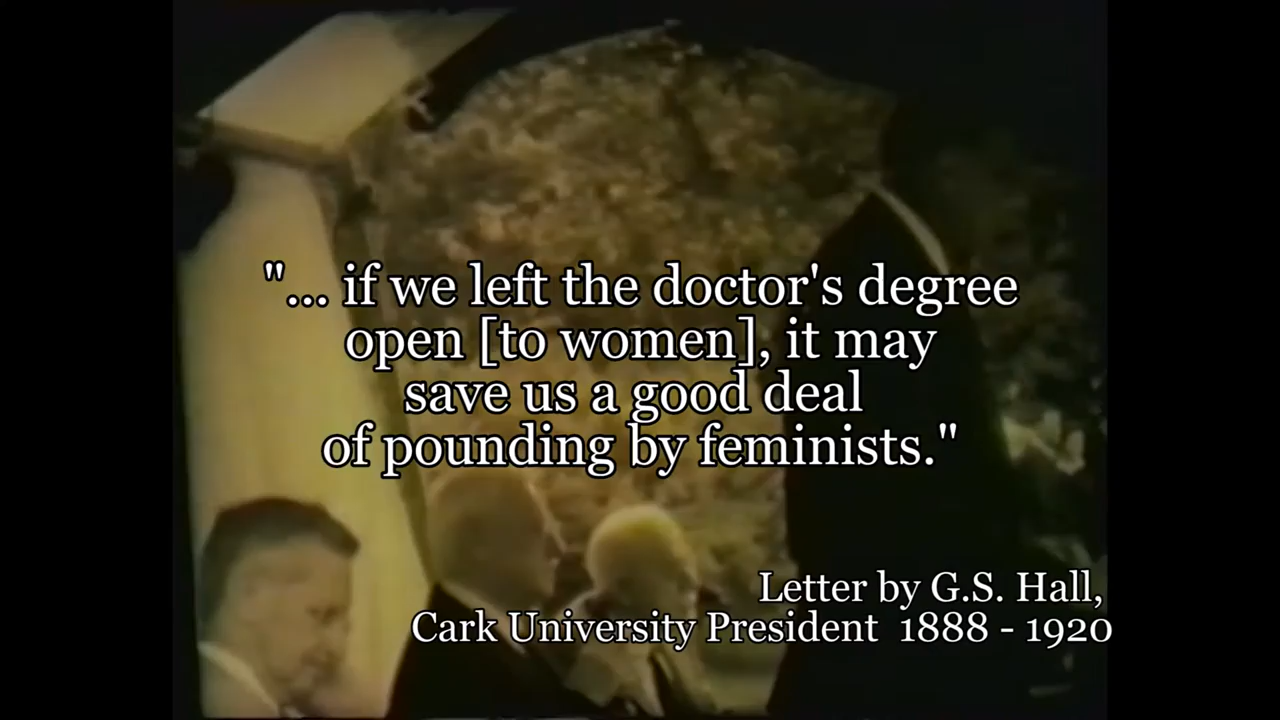 "... if we left the doctor's degree
open [to women], it may
save us a good deal
of pounding by feminists."
Letter by G.S. Hall,
Cark University President 1888 - 1920